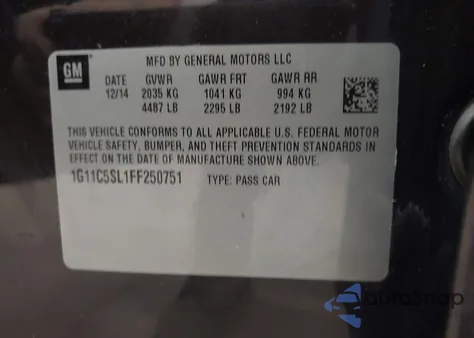 GM
MFD BY GENERAL MOTORS LLC
DATE GVWR GAWR FRT GAWR RR
12/14 2035 KG 1041 KG 994 KG
4487 LB 2295 LB 2192 LB
THIS VEHICLE CONFORMS TO ALL APPLICABLE U.S. FEDERAL MOTOR
VEHICLE SAFETY, BUMPER, AND THEFT PREVENTION STANDARDS IN
EFFECT ON THE DATE OF MANUFACTURE SHOWN ABOVE.
1G11C5SL1FF250751 TYPE: PASS CAR
AutoSnap